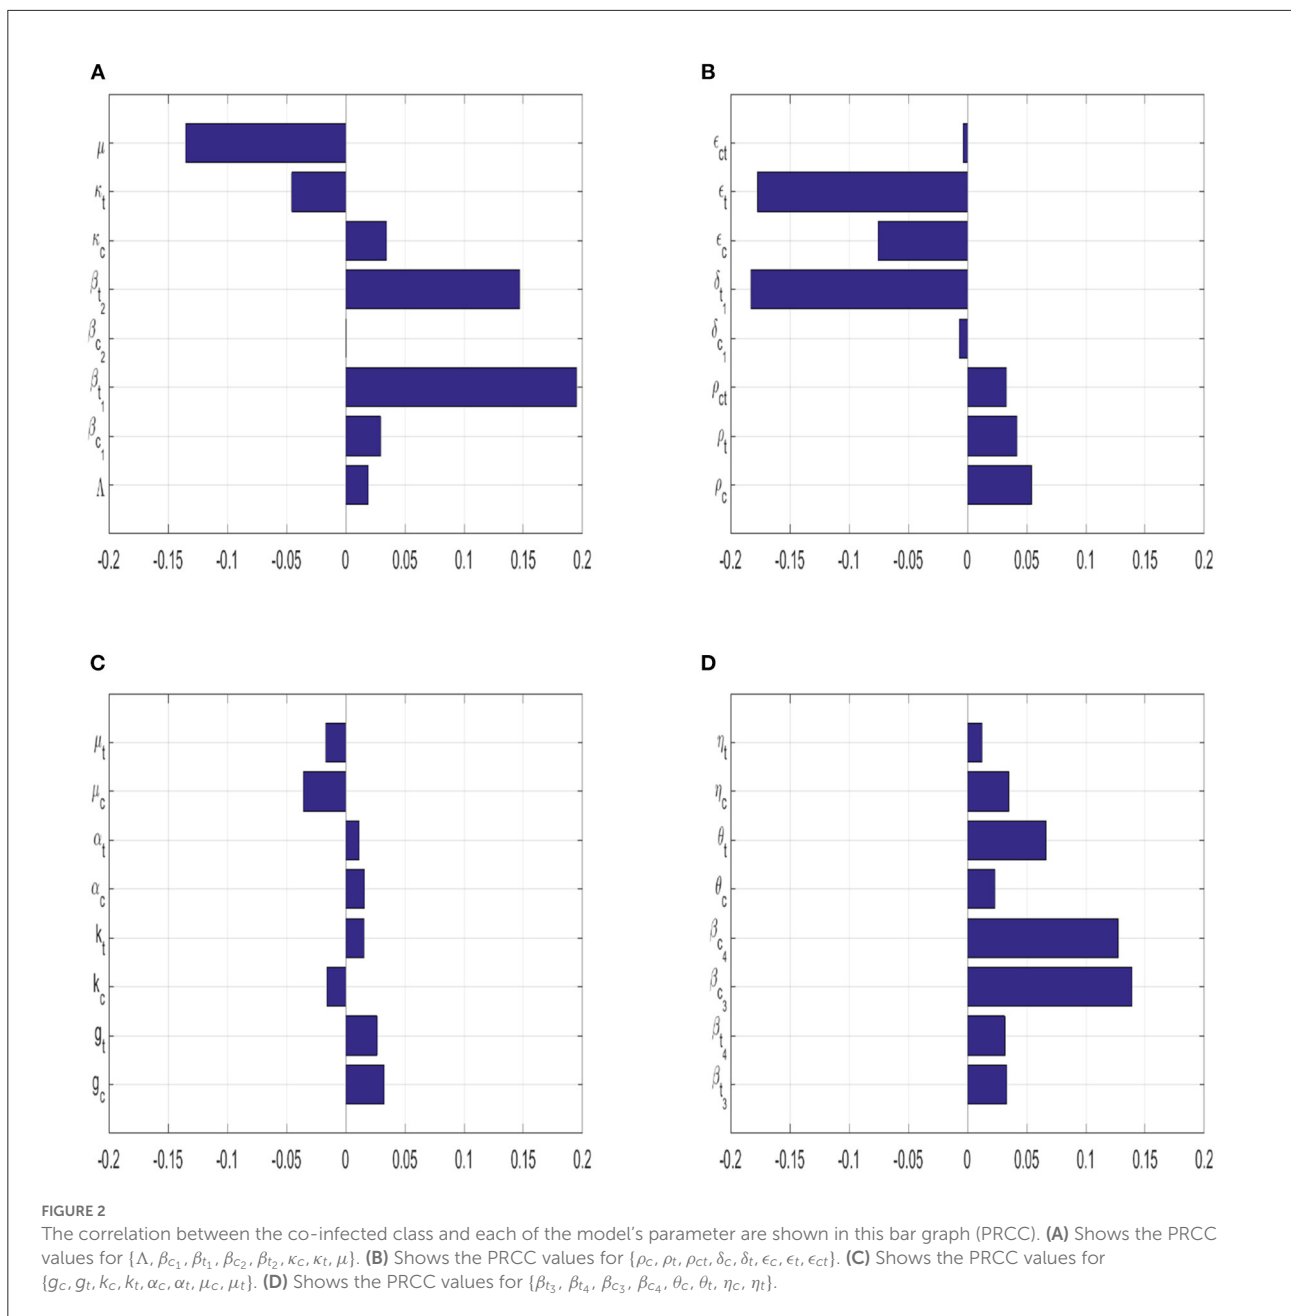 A
μ
κt
κc
βt2
βc2
βt1
βc1
Λ
-0.2 -0.15 -0.1 -0.05 0 0.05 0.1 0.15 0.2
B
ϵct
ϵt
ϵc
δt1
δc1
ρct
ρt
ρc
-0.2 -0.15 -0.1 -0.05 0 0.05 0.1 0.15 0.2
C
μt
μc
αt
αc
kt
kc
gt
gc
-0.2 -0.15 -0.1 -0.05 0 0.05 0.1 0.15 0.2
D
ηt
ηc
θt
θc
βc4
βc3
βt4
βt3
-0.2 -0.15 -0.1 -0.05 0 0.05 0.1 0.15 0.2
FIGURE 2
The correlation between the co-infected class and each of the model's parameter are shown in this bar graph (PRCC). (A) Shows the PRCC
values for {Λ, βc1, βt1, βc2, βt2, κc, κt, μ}. (B) Shows the PRCC values for {ρc, ρt, ρct, δc, δt, ϵc, ϵt, ϵct}. (C) Shows the PRCC values for
{gc, gt, kc, kt, αc, αt, μc, μt}. (D) Shows the PRCC values for {βt3, βt4, βc3, βc4, θc, θt, ηc, ηt}.